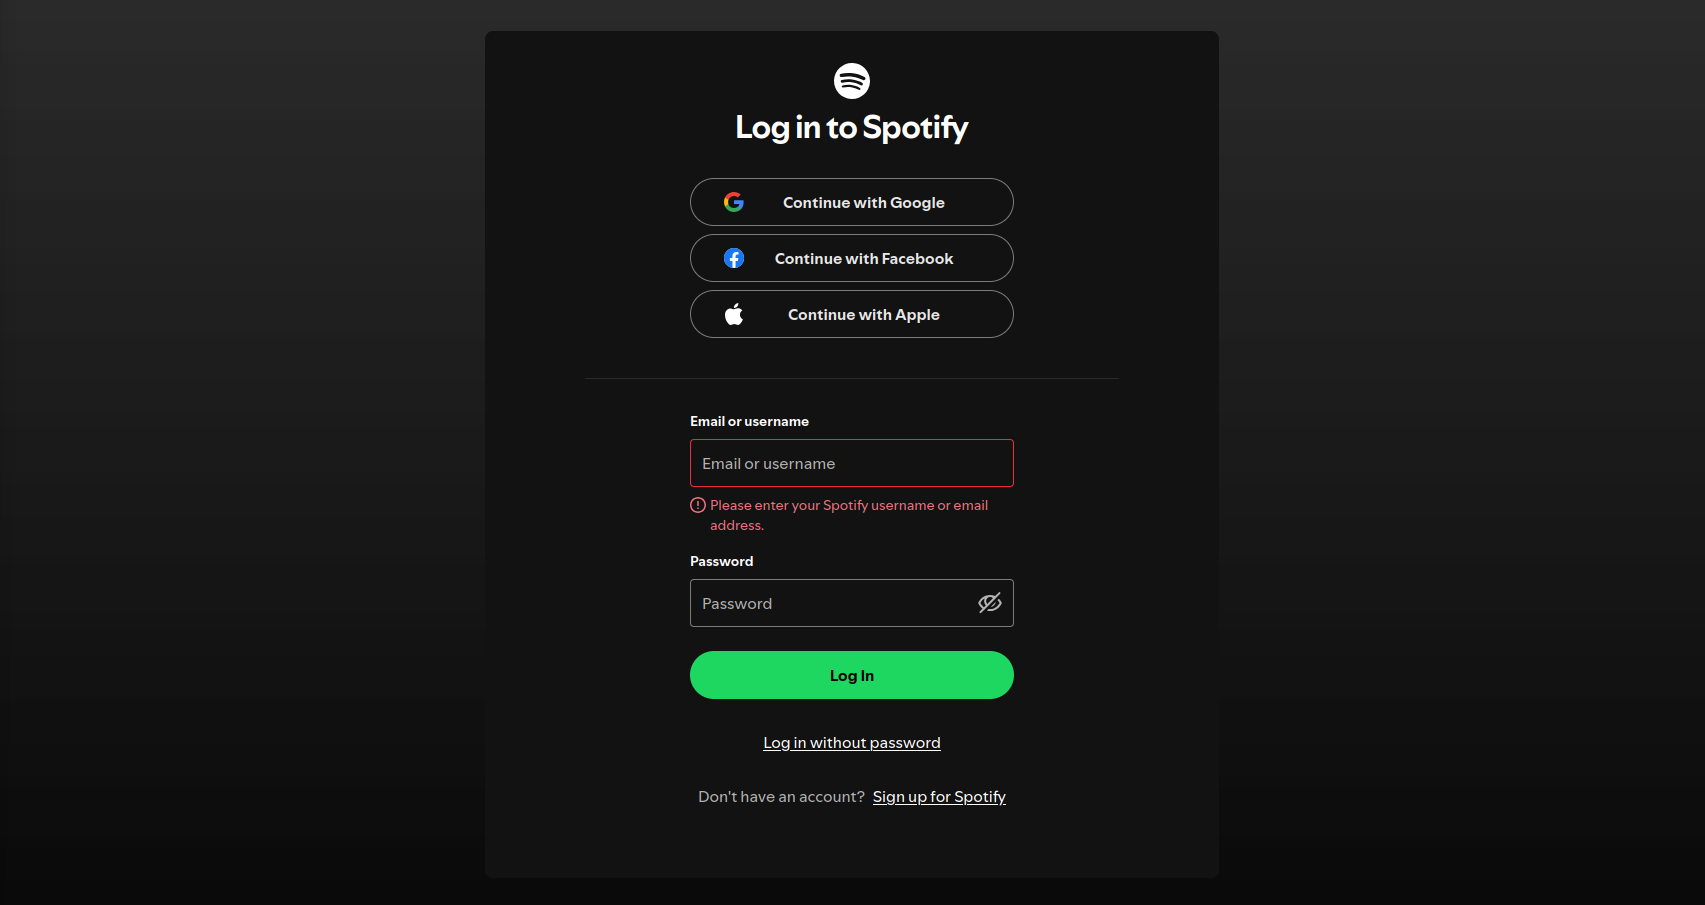 Log in to Spotify
Continue with Google
Continue with Facebook
Continue with Apple
Email or username
Email or username
Please enter your Spotify username or email
address.
Password
Password
Log In
Log in without password
Don't have an account? Sign up for Spotify